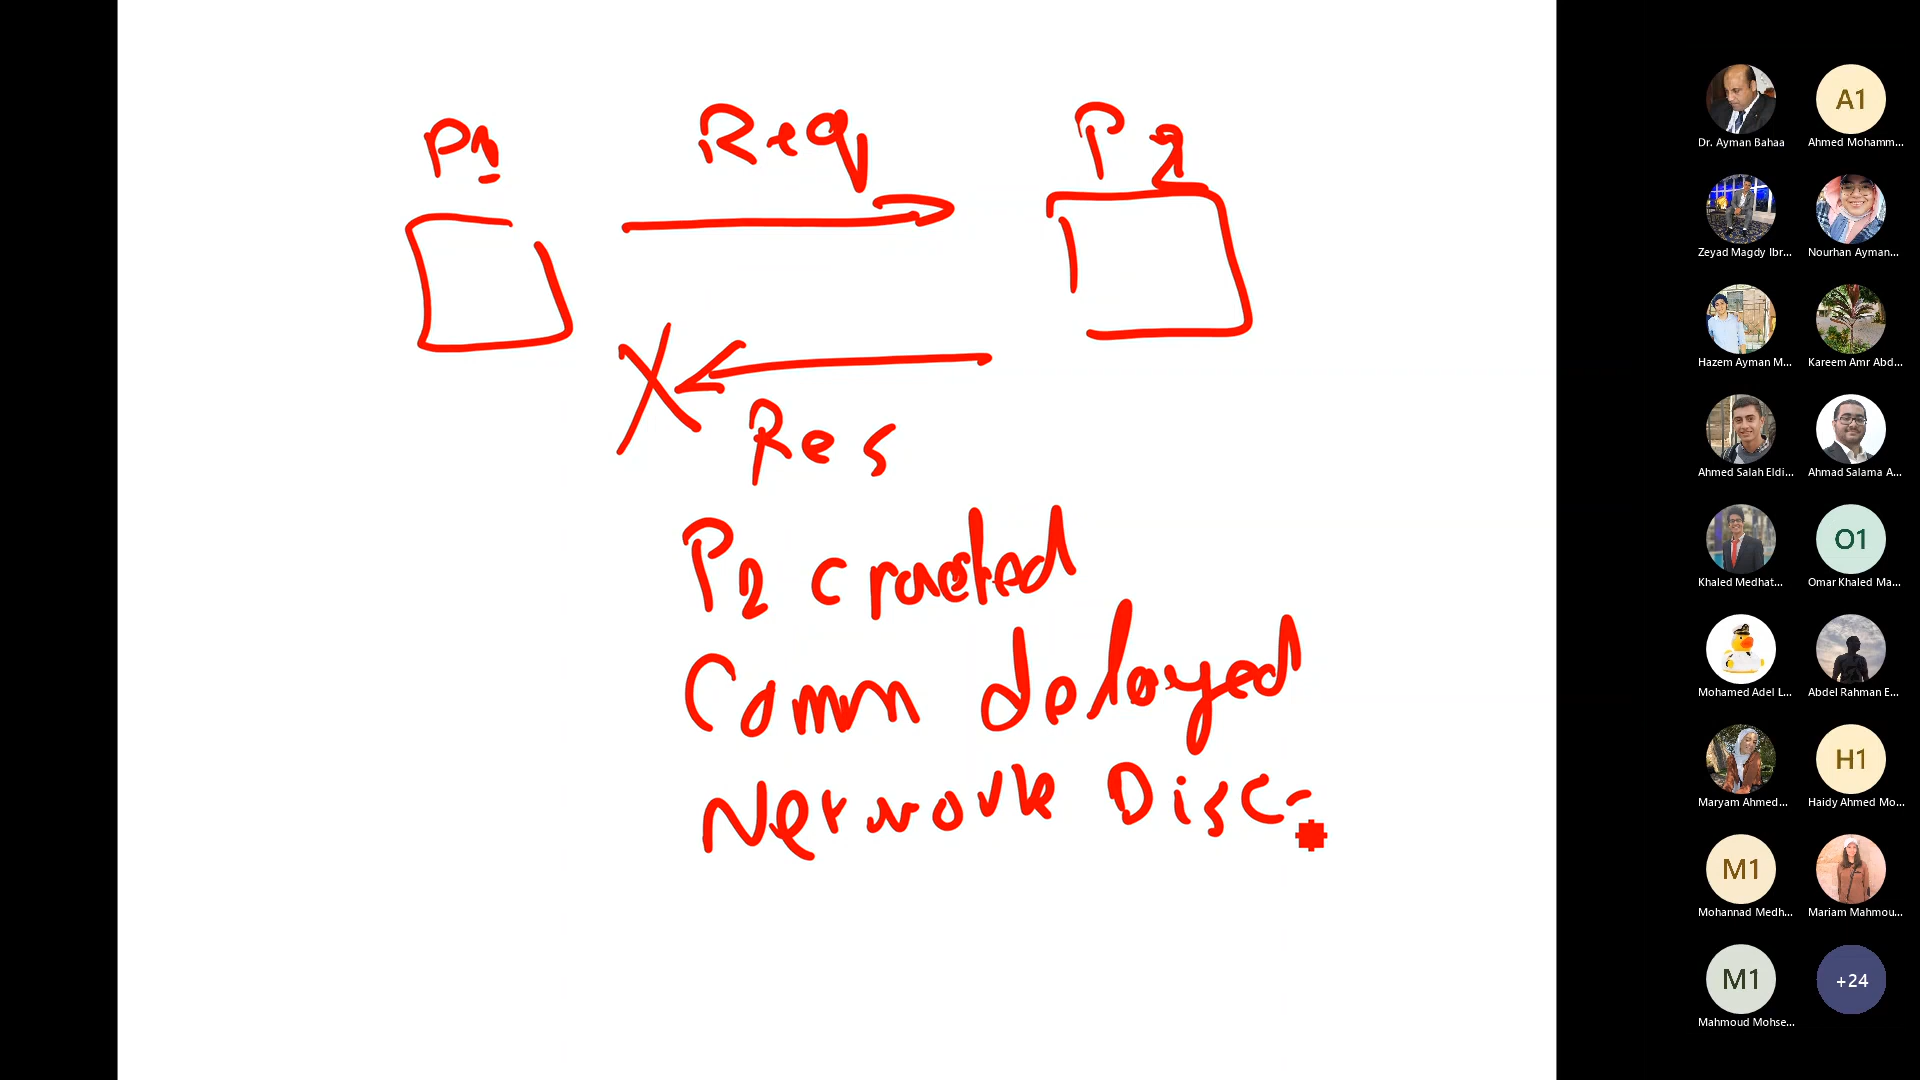 P1 Req P2
Res
P2 crashed
Comm delayed
Network Disc-
Dr. Ayman Bahaa
A1
Ahmed Mohamm...
Zeyad Magdy Ibr...
Nourhan Ayman...
Hazem Ayman M...
Kareem Amr Abd...
Ahmed Salah Eldi...
Ahmad Salama A...
Khaled Medhat...
O1
Omar Khaled Ma...
Mohamed Adel L...
Abdel Rahman E...
Maryam Ahmed...
H1
Haidy Ahmed Mo...
M1
Mohannad Medh...
Mariam Mahmou...
M1
Mahmoud Mohse...
+24